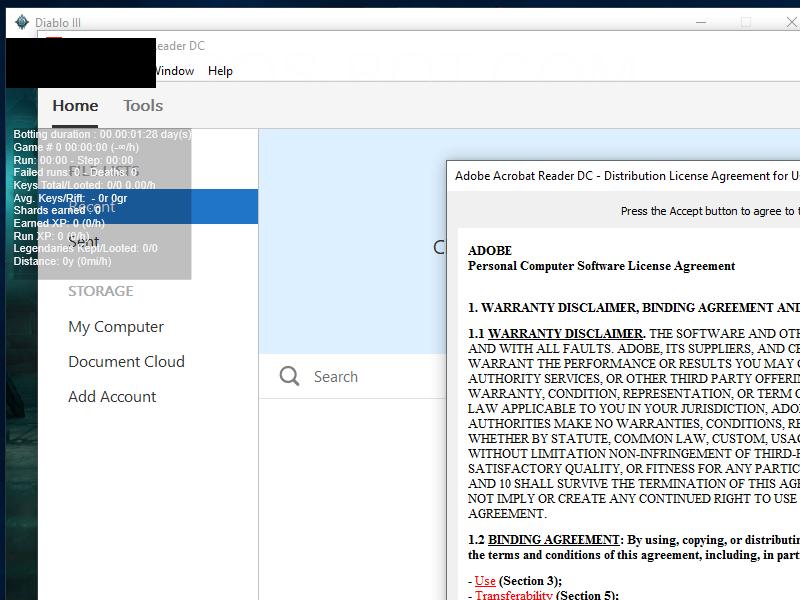 Diablo III
eader DC
Window Help
Home Tools
Botting duration : 00.00:01:28 day(s)
Game # 0 00:00:00 (-∞/h)
Run: 00:00 - Step: 00:00
Failed runs: 0 - Deaths: 0
Keys Total/Looted: 0/0 0.00/h
Avg. Keys/Rift: - 0r 0gr
Recent
Shards earned : 0
Earned XP: 0 (0/h)
Run XP: 0 (0/h)
Sent
Legendaries Kept/Looted: 0/0
Distance: 0y (0mi/h)
STORAGE
My Computer
Document Cloud
Add Account
C
Search
Adobe Acrobat Reader DC - Distribution License Agreement for U
Press the Accept button to agree to t
ADOBE
Personal Computer Software License Agreement
1. WARRANTY DISCLAIMER, BINDING AGREEMENT AND
1.1 WARRANTY DISCLAIMER. THE SOFTWARE AND OTH
AND WITH ALL FAULTS. ADOBE, ITS SUPPLIERS, AND CE
WARRANT THE PERFORMANCE OR RESULTS YOU MAY O
AUTHORITY SERVICES, OR OTHER THIRD PARTY OFFERIN
WARRANTY, CONDITION, REPRESENTATION, OR TERM O
LAW APPLICABLE TO YOU IN YOUR JURISDICTION, ADO
AUTHORITIES MAKE NO WARRANTIES, CONDITIONS, RE
WHETHER BY STATUTE, COMMON LAW, CUSTOM, USAG
WITHOUT LIMITATION NON-INFRINGEMENT OF THIRD-P
SATISFACTORY QUALITY, OR FITNESS FOR ANY PARTIC
AND 10 SHALL SURVIVE THE TERMINATION OF THIS AGR
NOT IMPLY OR CREATE ANY CONTINUED RIGHT TO USE
AGREEMENT.
1.2 BINDING AGREEMENT: By using, copying, or distributin
the terms and conditions of this agreement, including, in part
- Use (Section 3);
- Transferability (Section 5);